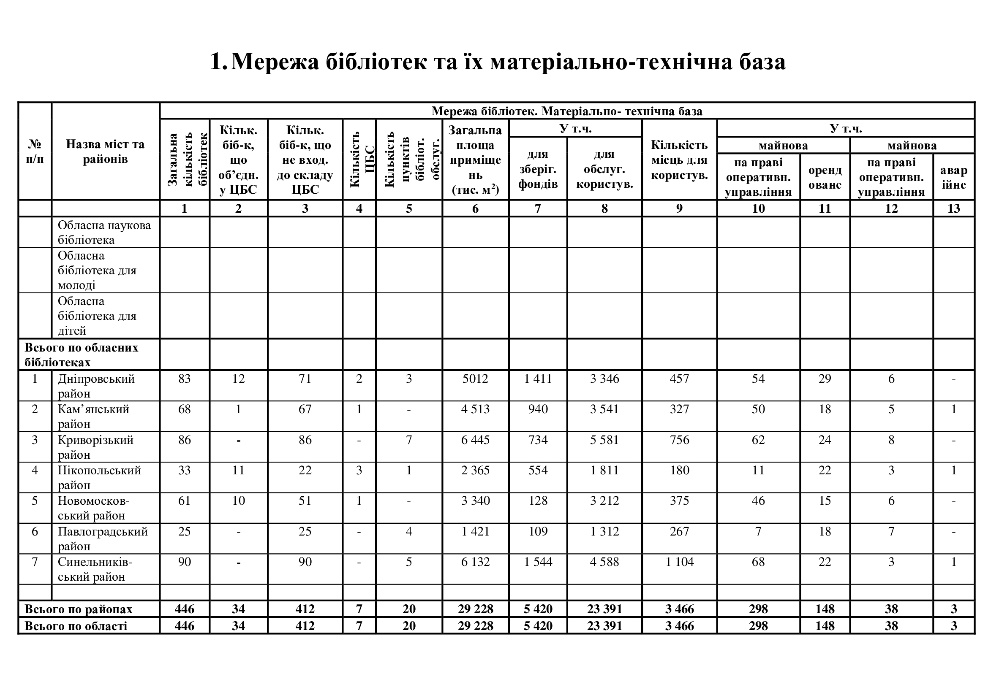 1. Мережа бібліотек та їх матеріально-технічна база
Мережа бібліотек. Матеріально- технічна база
№ п/п
Назва міст та районів
Загальна кількість бібліотек
Кільк. біб-к, що об’єдн. у ЦБС
Кільк. біб-к, що не вход. до складу ЦБС
Кількість ЦБС
Кількість пунктів бібліот. обслуг.
Загальна площа приміще нь (тис. м²)
У т.ч.
для зберіг. фондів
для обслуг. користув.
Кількість місць для користув.
У т.ч.
майнова
на праві оперативн. управління
оренд оване
майнова
на праві оперативн. управління
авар ійне
1 2 3 4 5 6 7 8 9 10 11 12 13
Обласна наукова бібліотека
Обласна бібліотека для молоді
Обласна бібліотека для дітей
Всього по обласних бібліотеках
1 Дніпровський район 83 12 71 2 3 5012 1 411 3 346 457 54 29 6 -
2 Кам’янський район 68 1 67 1 - 4 513 940 3 541 327 50 18 5 1
3 Криворізький район 86 - 86 - 7 6 445 734 5 581 756 62 24 8 -
4 Нікопольський район 33 11 22 3 1 2 365 554 1 811 180 11 22 3 1
5 Новомосков-ський район 61 10 51 1 - 3 340 128 3 212 375 46 15 6 -
6 Павлоградський район 25 - 25 - 4 1 421 109 1 312 267 7 18 7 -
7 Синельників-ський район 90 - 90 - 5 6 132 1 544 4 588 1 104 68 22 3 1
Всього по районах 446 34 412 7 20 29 228 5 420 23 391 3 466 298 148 38 3
Всього по області 446 34 412 7 20 29 228 5 420 23 391 3 466 298 148 38 3